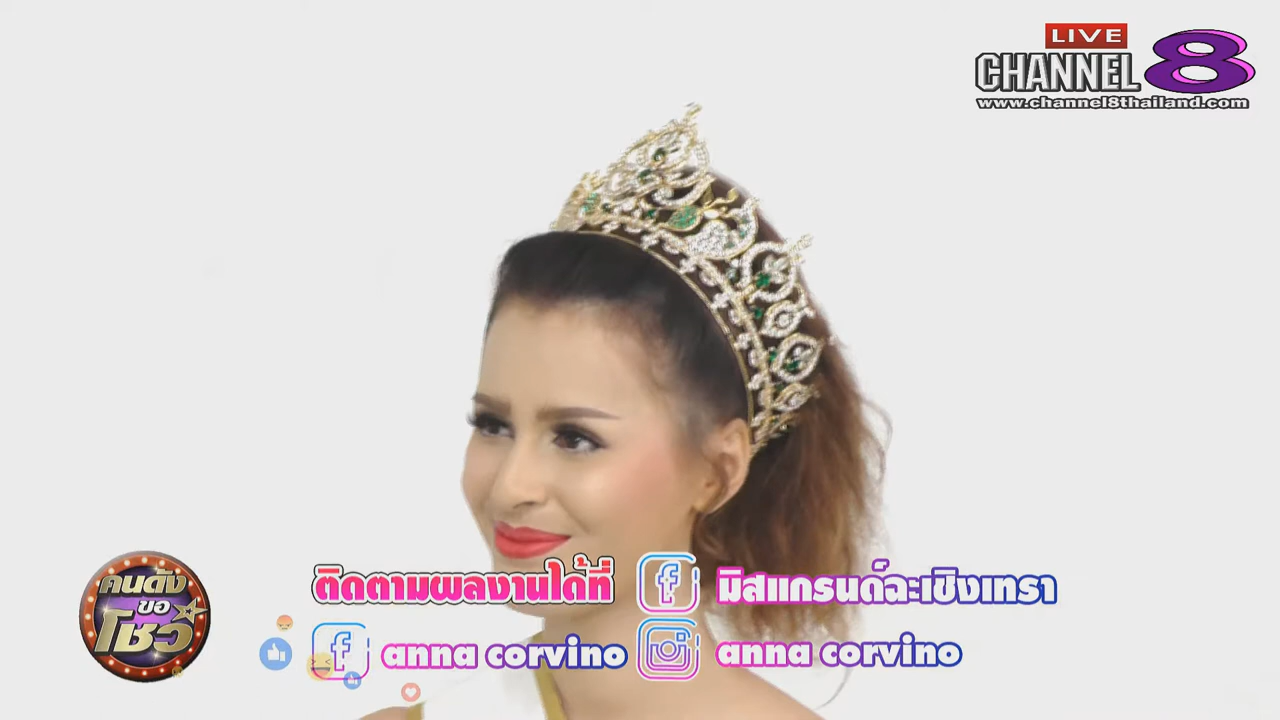 LIVE
CHANNEL 8
www.channel8thailand.com
คนดัง
ขอ
โชว์
ติดตามผลงานได้ที่ f มิสแกรนด์ฉะเชิงเทรา
f anna corvino anna corvino